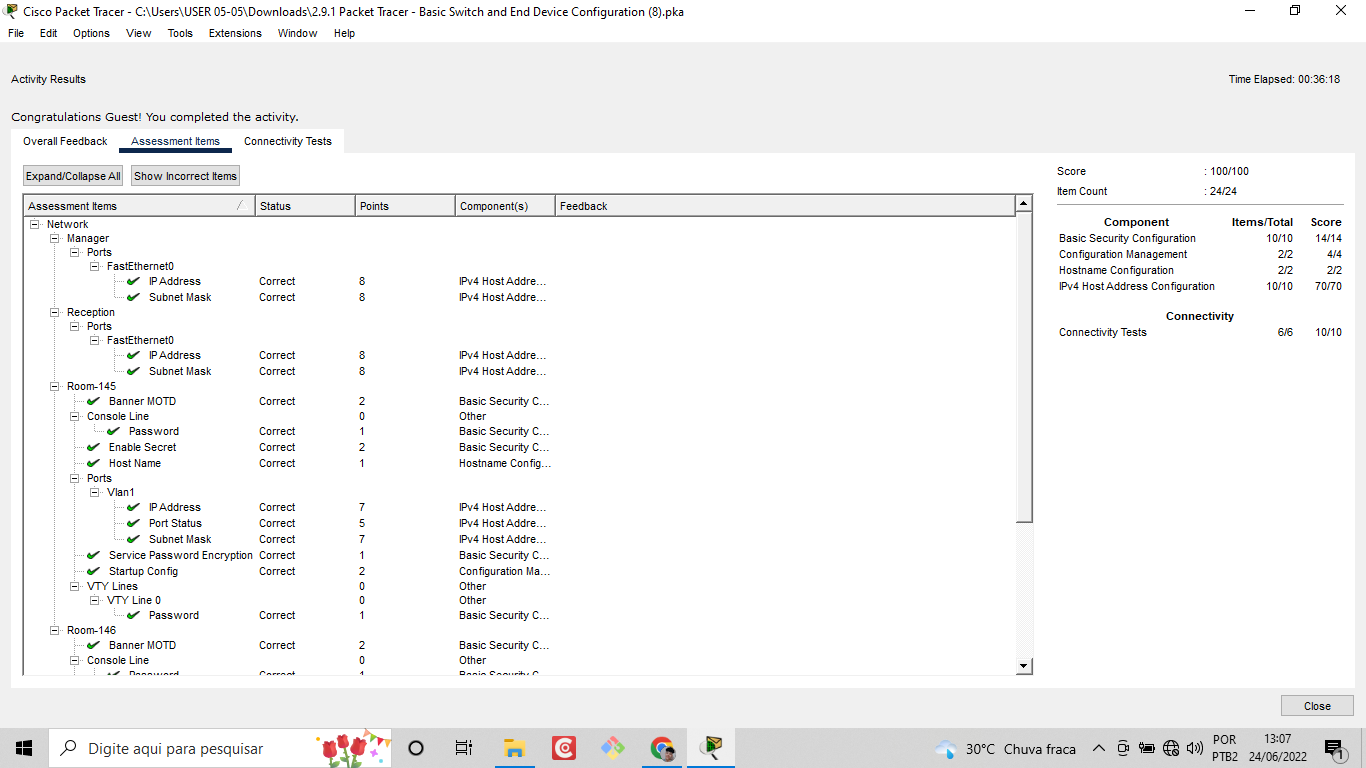 Cisco Packet Tracer - C:\Users\USER 05-05\Downloads\2.9.1 Packet Tracer - Basic Switch and End Device Configuration (8).pka
File Edit Options View Tools Extensions Window Help
Activity Results
Time Elapsed: 00:36:18
Congratulations Guest! You completed the activity.
Overall Feedback Assessment Items Connectivity Tests
Expand/Collapse All Show Incorrect Items
Assessment Items Status Points Component(s) Feedback
Network
Manager
Ports
FastEthernet0
IP Address Correct 8 IPv4 Host Addre...
Subnet Mask Correct 8 IPv4 Host Addre...
Reception
Ports
FastEthernet0
IP Address Correct 8 IPv4 Host Addre...
Subnet Mask Correct 8 IPv4 Host Addre...
Room-145
Banner MOTD Correct 2 Basic Security C...
Console Line 0 Other
Password Correct 1 Basic Security C...
Enable Secret Correct 2 Basic Security C...
Host Name Correct 1 Hostname Config...
Ports
Vlan1
IP Address Correct 7 IPv4 Host Addre...
Port Status Correct 5 IPv4 Host Addre...
Subnet Mask Correct 7 IPv4 Host Addre...
Service Password Encryption Correct 1 Basic Security C...
Startup Config Correct 2 Configuration Ma...
VTY Lines 0 Other
VTY Line 0 0 Other
Password Correct 1 Basic Security C...
Room-146
Banner MOTD Correct 2 Basic Security C...
Console Line 0 Other
Password Correct 1 Basic Security C
Score : 100/100
Item Count : 24/24
Component Items/Total Score
Basic Security Configuration 10/10 14/14
Configuration Management 2/2 4/4
Hostname Configuration 2/2 2/2
IPv4 Host Address Configuration 10/10 70/70
Connectivity
Connectivity Tests 6/6 10/10
Close
Digite aqui para pesquisar
30°C Chuva fraca
POR
PTB2
13:07
24/06/2022
1